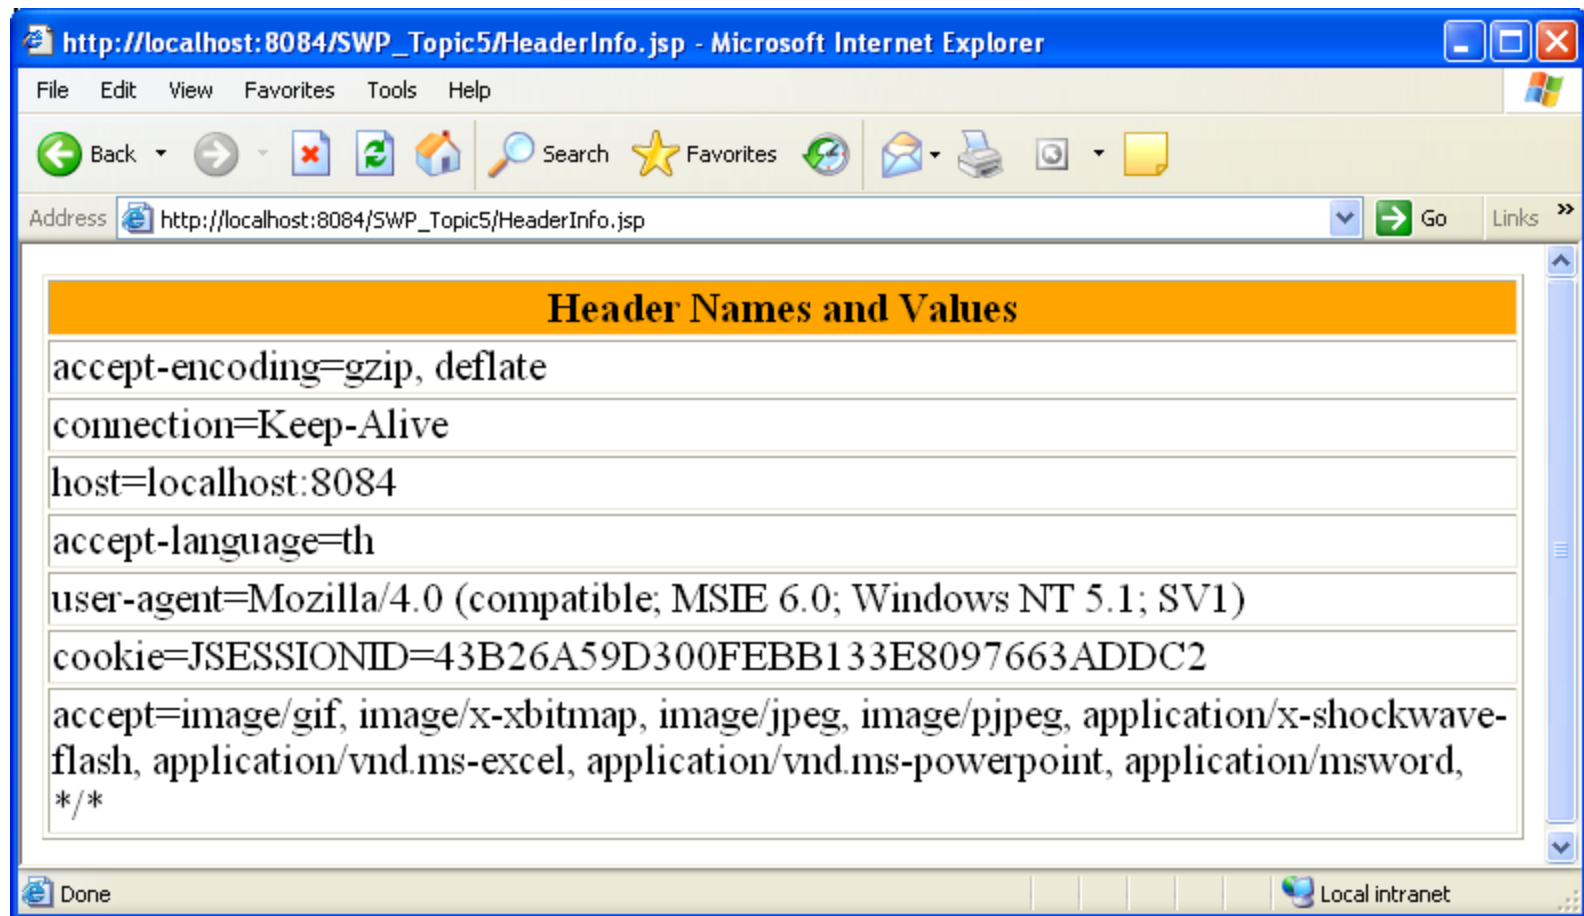 http://localhost:8084/SWP_Topic5/HeaderInfo.jsp - Microsoft Internet Explorer
File Edit View Favorites Tools Help
Back Search Favorites
Address http://localhost:8084/SWP_Topic5/HeaderInfo.jsp Go Links »
Header Names and Values
accept-encoding=gzip, deflate
connection=Keep-Alive
host=localhost:8084
accept-language=th
user-agent=Mozilla/4.0 (compatible; MSIE 6.0; Windows NT 5.1; SV1)
cookie=JSESSIONID=43B26A59D300FEBB133E8097663ADDC2
accept=image/gif, image/x-xbitmap, image/jpeg, image/pjpeg, application/x-shockwave-
flash, application/vnd.ms-excel, application/vnd.ms-powerpoint, application/msword,
*/*
Done Local intranet